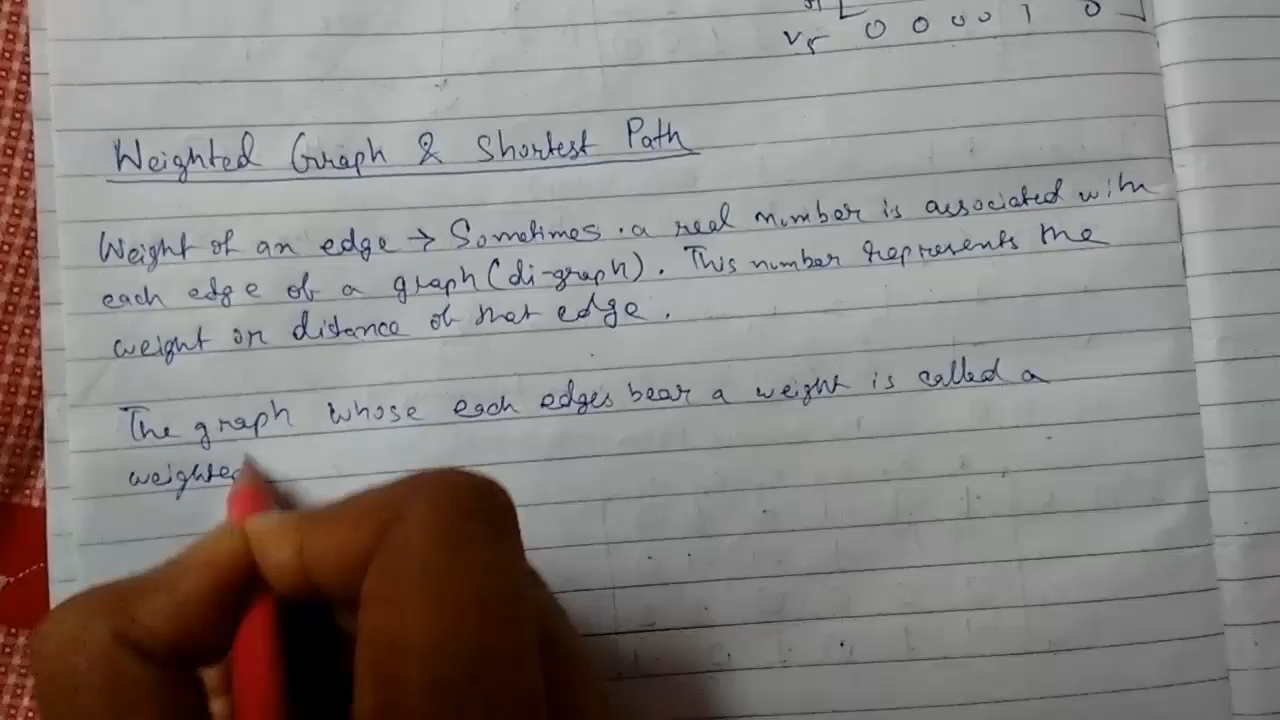 v5 0 0 0 0 1 0
Weighted Graph & Shortest Path
Weight of an edge → Sometimes a real number is associated with
each edge of a graph (di-graph). This number represents the
weight or distance of that edge.
The graph whose each edges bear a weight is called a
weighted